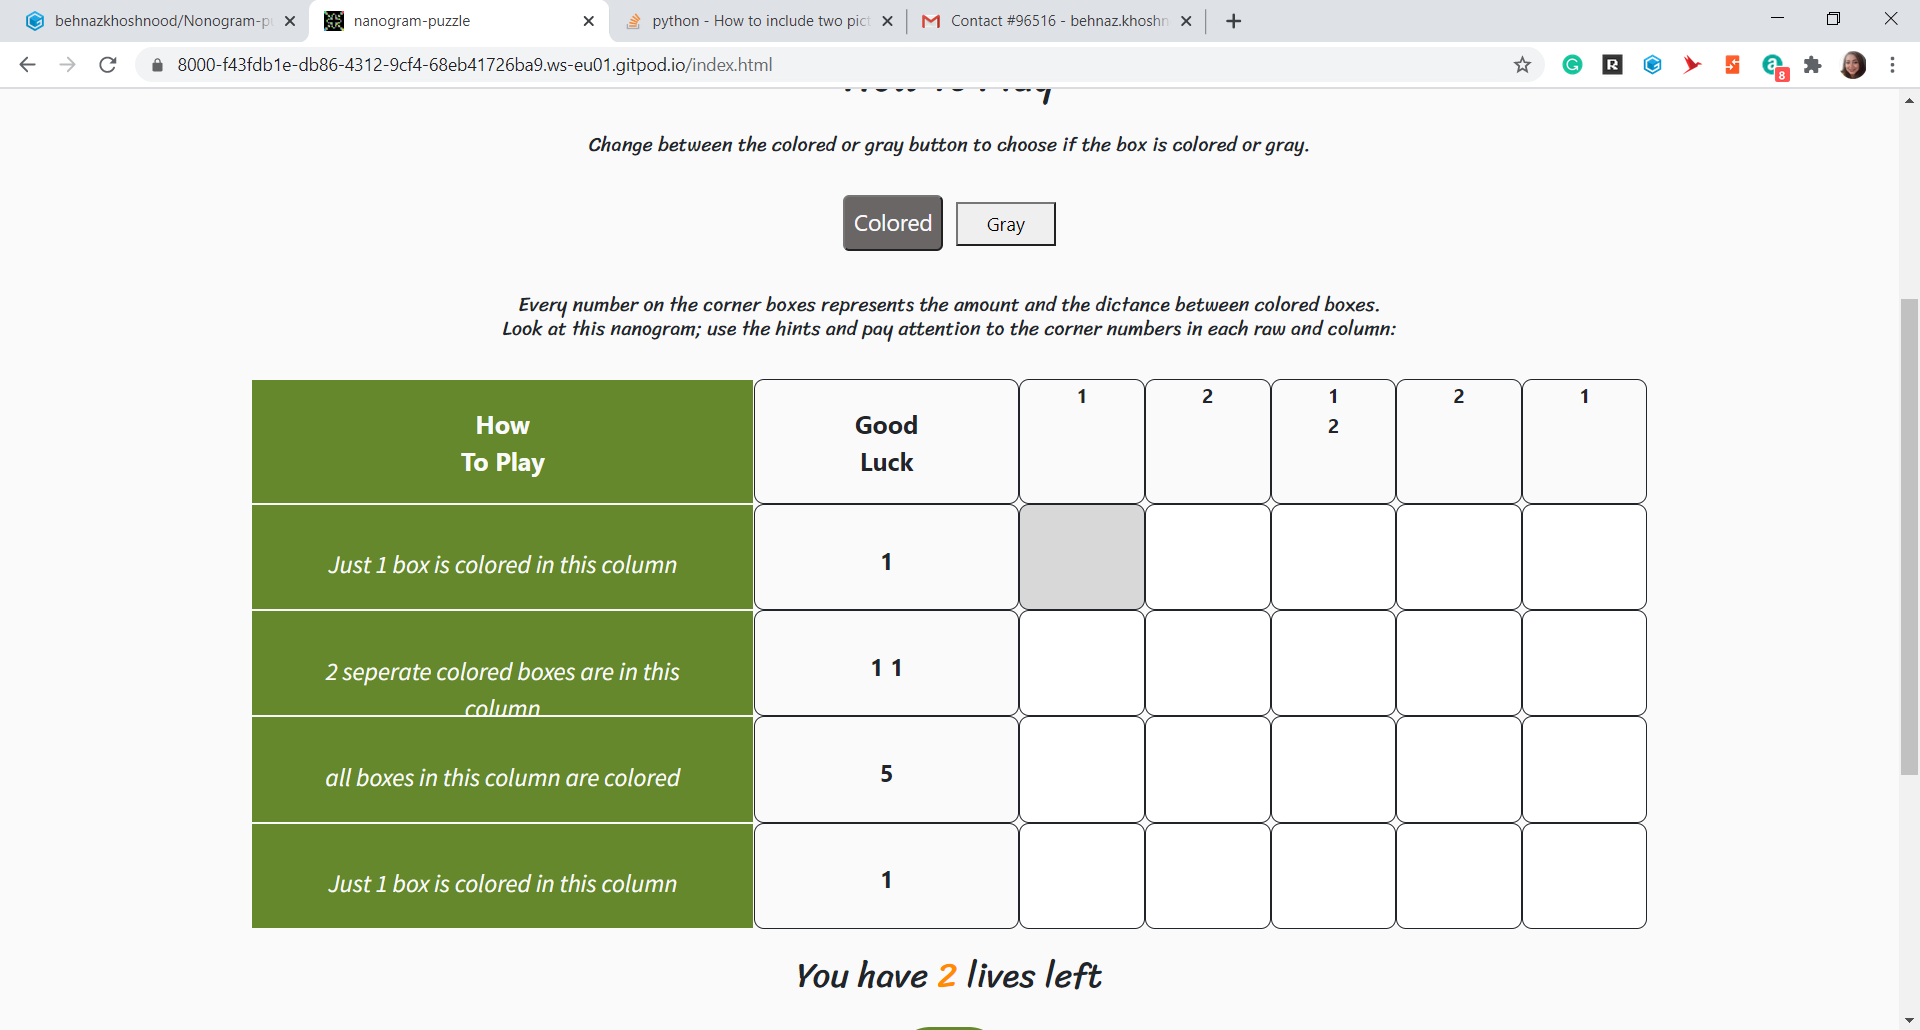 behnazkhoshnood/Nonogram-pu
nanogram-puzzle
python - How to include two pict
Contact #96516 - behnaz.khoshn
8000-f43fdb1e-db86-4312-9cf4-68eb41726ba9.ws-eu01.gitpod.io/index.html
8
How To Play
Change between the colored or gray button to choose if the box is colored or gray.
Colored Gray
Every number on the corner boxes represents the amount and the dictance between colored boxes.
Look at this nanogram; use the hints and pay attention to the corner numbers in each raw and column:
How
To Play
Good
Luck
1
2
1
2
2
1
Just 1 box is colored in this column
1
2 seperate colored boxes are in this
column
1 1
all boxes in this column are colored
5
Just 1 box is colored in this column
1
You have 2 lives left